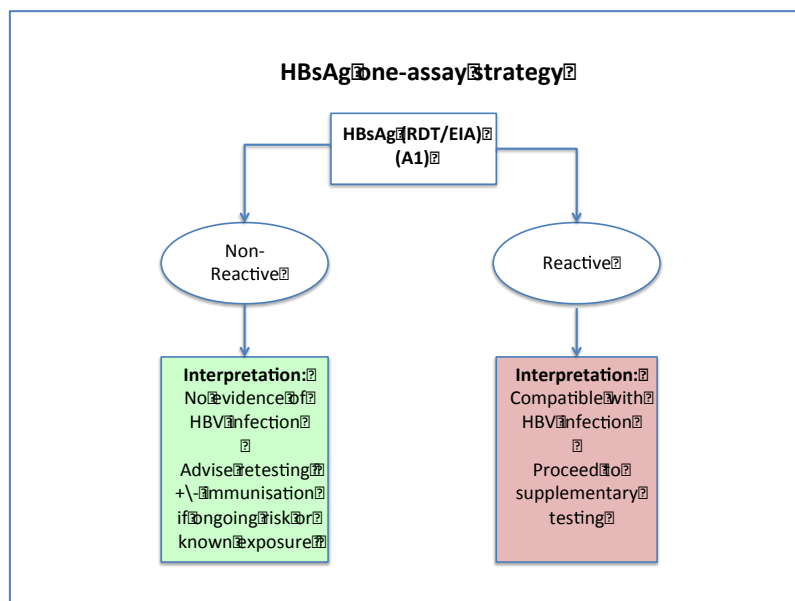 HBsAg one-assay strategy
HBsAg (RDT/EIA)
(A1)
Non-
Reactive
Reactive
Interpretation:
No evidence of
HBV infection
Advise retesting
+\- immunisation
if ongoing risk or
known exposure
Interpretation:
Compatible with
HBV infection
Proceed to
supplementary
testing